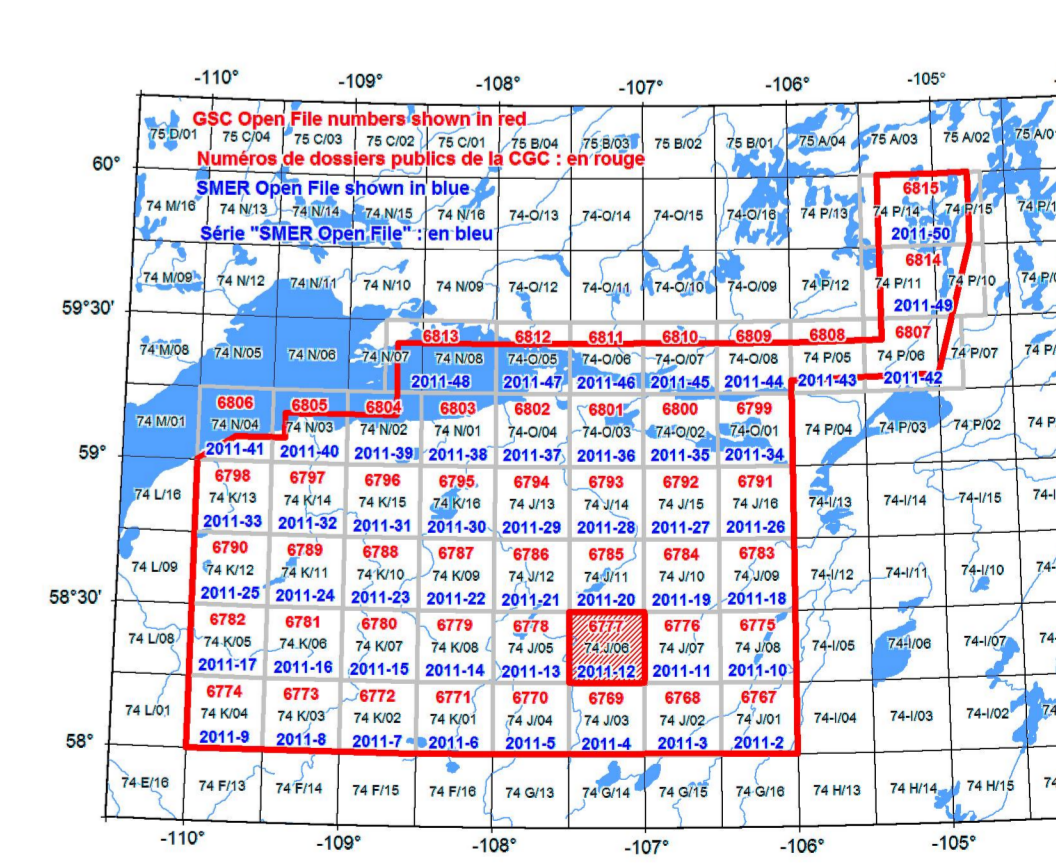 -110° -109° -108° -107° -106° -105°
GSC Open File numbers shown in red
75 D/01 75 C/04 75 C/03 75 C/02 75 C/01 75 B/04 75 B/03 75 B/02 75 B/01 75 A/04 75 A/03 75 A/02 75 A/0
Numéros de dossiers publics de la CGC : en rouge
60°
SMER Open File shown in blue
6815
74 M/16 74 N/13 74 N/14 74 N/15 74 N/16 74-O/13 74-O/14 74-O/15 74-O/16 74 P/13 74 P/14 74 P/15 74 P/1
Série "SMER Open File" : en bleu
2011-50
6814
74 M/09 74 N/12 74 N/11 74 N/10 74 N/09 74-O/12 74-O/11 74-O/10 74-O/09 74 P/12 74 P/11 74 P/10 74 P/0
59°30'
2011-49
6813 6812 6811 6810 6809 6808 6807
74 M/08 74 N/05 74 N/06 74 N/07 74 N/08 74-O/05 74-O/06 74-O/07 74-O/08 74 P/05 74 P/06 74 P/07 74 P/
2011-48 2011-47 2011-46 2011-45 2011-44 2011-43 2011-42
6806 6805 6804 6803 6802 6801 6800 6799
74 M/01 74 N/04 74 N/03 74 N/02 74 N/01 74-O/04 74-O/03 74-O/02 74-O/01 74 P/04 74 P/03 74 P/02 74 P
59°
2011-41 2011-40 2011-39 2011-38 2011-37 2011-36 2011-35 2011-34
6798 6797 6796 6795 6794 6793 6792 6791
74 L/16 74 K/13 74 K/14 74 K/15 74 K/16 74 J/13 74 J/14 74 J/15 74 J/16 74-I/13 74-I/14 74-I/15 74-I
2011-33 2011-32 2011-31 2011-30 2011-29 2011-28 2011-27 2011-26
6790 6789 6788 6787 6786 6785 6784 6783
74 L/09 74 K/12 74 K/11 74 K/10 74 K/09 74 J/12 74 J/11 74 J/10 74 J/09 74-I/12 74-I/11 74-I/10 74-
58°30'
2011-25 2011-24 2011-23 2011-22 2011-21 2011-20 2011-19 2011-18
6782 6781 6780 6779 6778 6777 6776 6775
74 L/08 74 K/05 74 K/06 74 K/07 74 K/08 74 J/05 74 J/06 74 J/07 74 J/08 74-I/05 74-I/06 74-I/07 74-
2011-17 2011-16 2011-15 2011-14 2011-13 2011-12 2011-11 2011-10
6774 6773 6772 6771 6770 6769 6768 6767
74 L/01 74 K/04 74 K/03 74 K/02 74 K/01 74 J/04 74 J/03 74 J/02 74 J/01 74-I/04 74-I/03 74-I/02 74
58°
2011-9 2011-8 2011-7 2011-6 2011-5 2011-4 2011-3 2011-2
74 E/16 74 F/13 74 F/14 74 F/15 74 F/16 74 G/13 74 G/14 74 G/15 74 G/16 74 H/13 74 H/14 74 H/15 74
-110° -109° -108° -107° -106° -105°